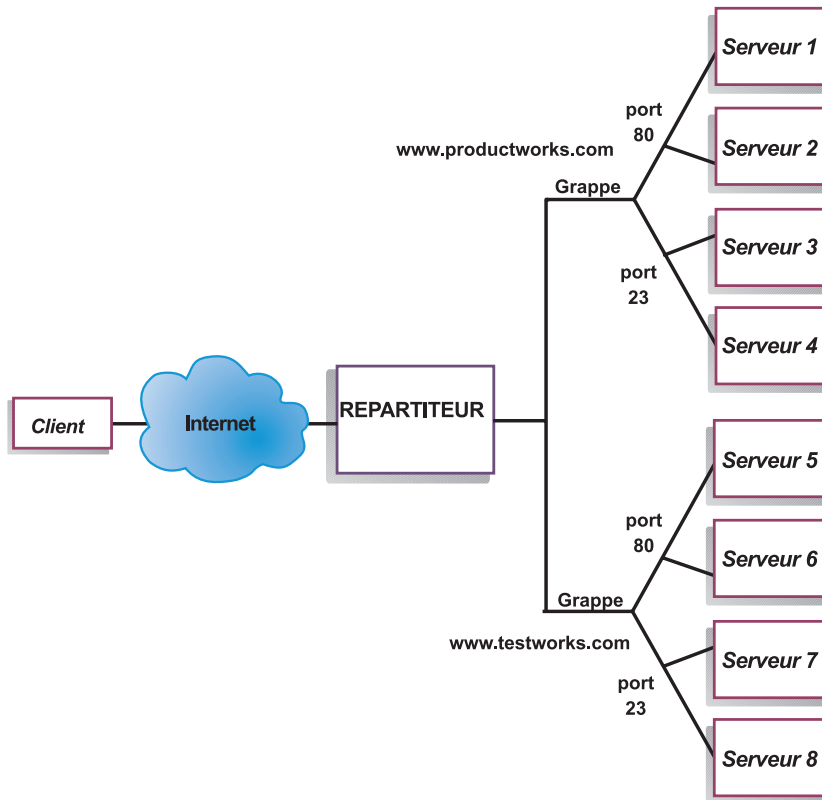 Serveur 1
port
80
www.productworks.com
Serveur 2
Grappe
Serveur 3
port
23
Serveur 4
Client
Internet
REPARTITEUR
Serveur 5
port
80
Serveur 6
Grappe
www.testworks.com
Serveur 7
port
23
Serveur 8